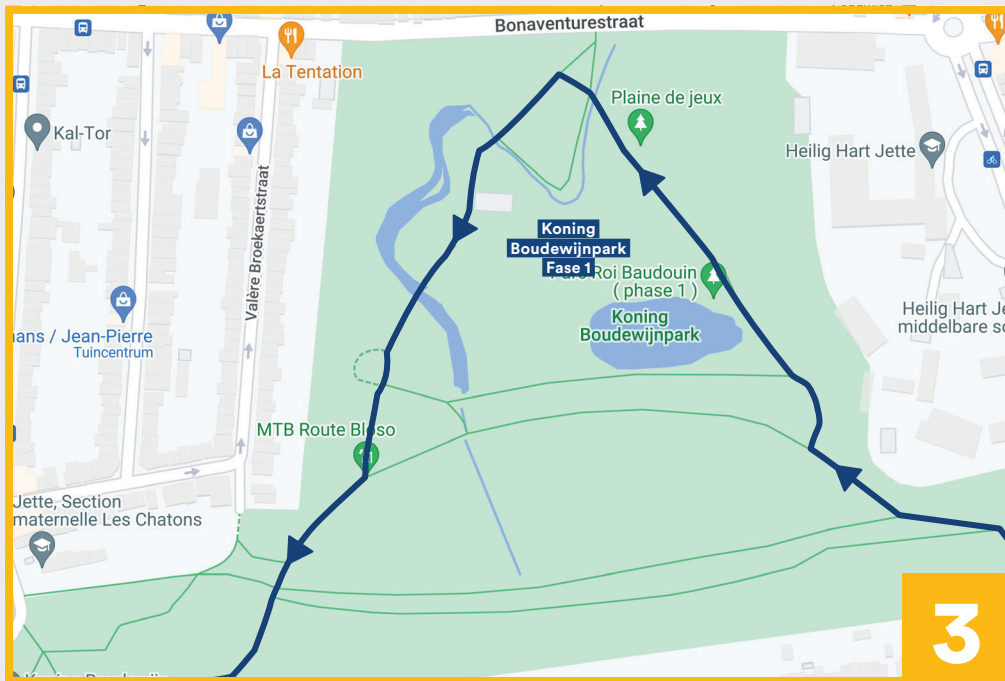 Bonaventurestraat
La Tentation
Plaine de jeux
Kal-Tor
Heilig Hart Jette
Valère Broekaertstraat
Koning
Boudewijnpark
Fase 1
Roi Baudouin
( phase 1 )
Koning
Boudewijnpark
Heilig Hart Je
middelbare sc
ans / Jean-Pierre
Tuincentrum
MTB Route Bloso
Jette, Section
maternelle Les Chatons
3